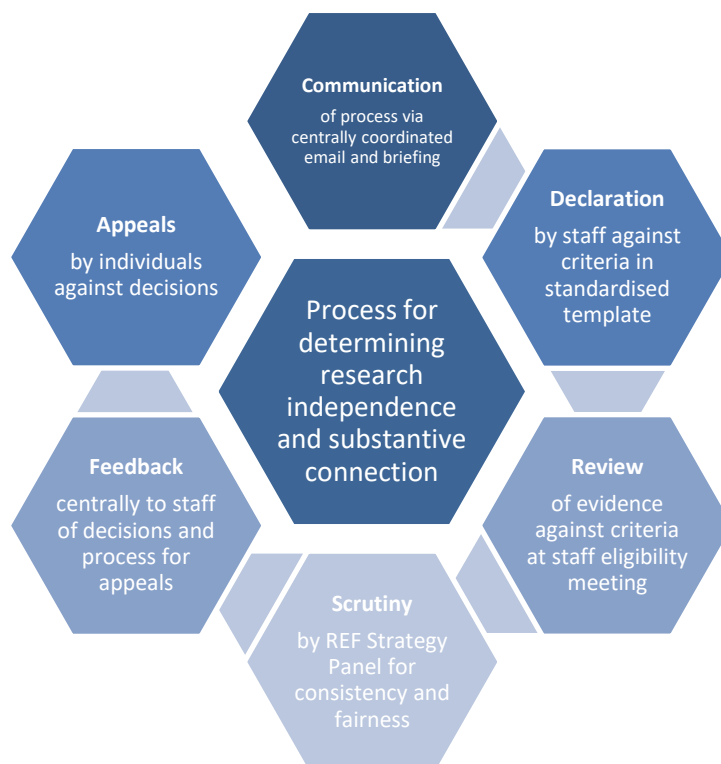 Communication
of process via
centrally coordinated
email and briefing
Declaration
by staff against
criteria in
standardised
template
Review
of evidence
against criteria
at staff eligibility
meeting
Scrutiny
by REF Strategy
Panel for
consistency and
fairness
Feedback
centrally to staff
of decisions and
process for
appeals
Appeals
by individuals
against decisions
Process for
determining
research
independence
and substantive
connection